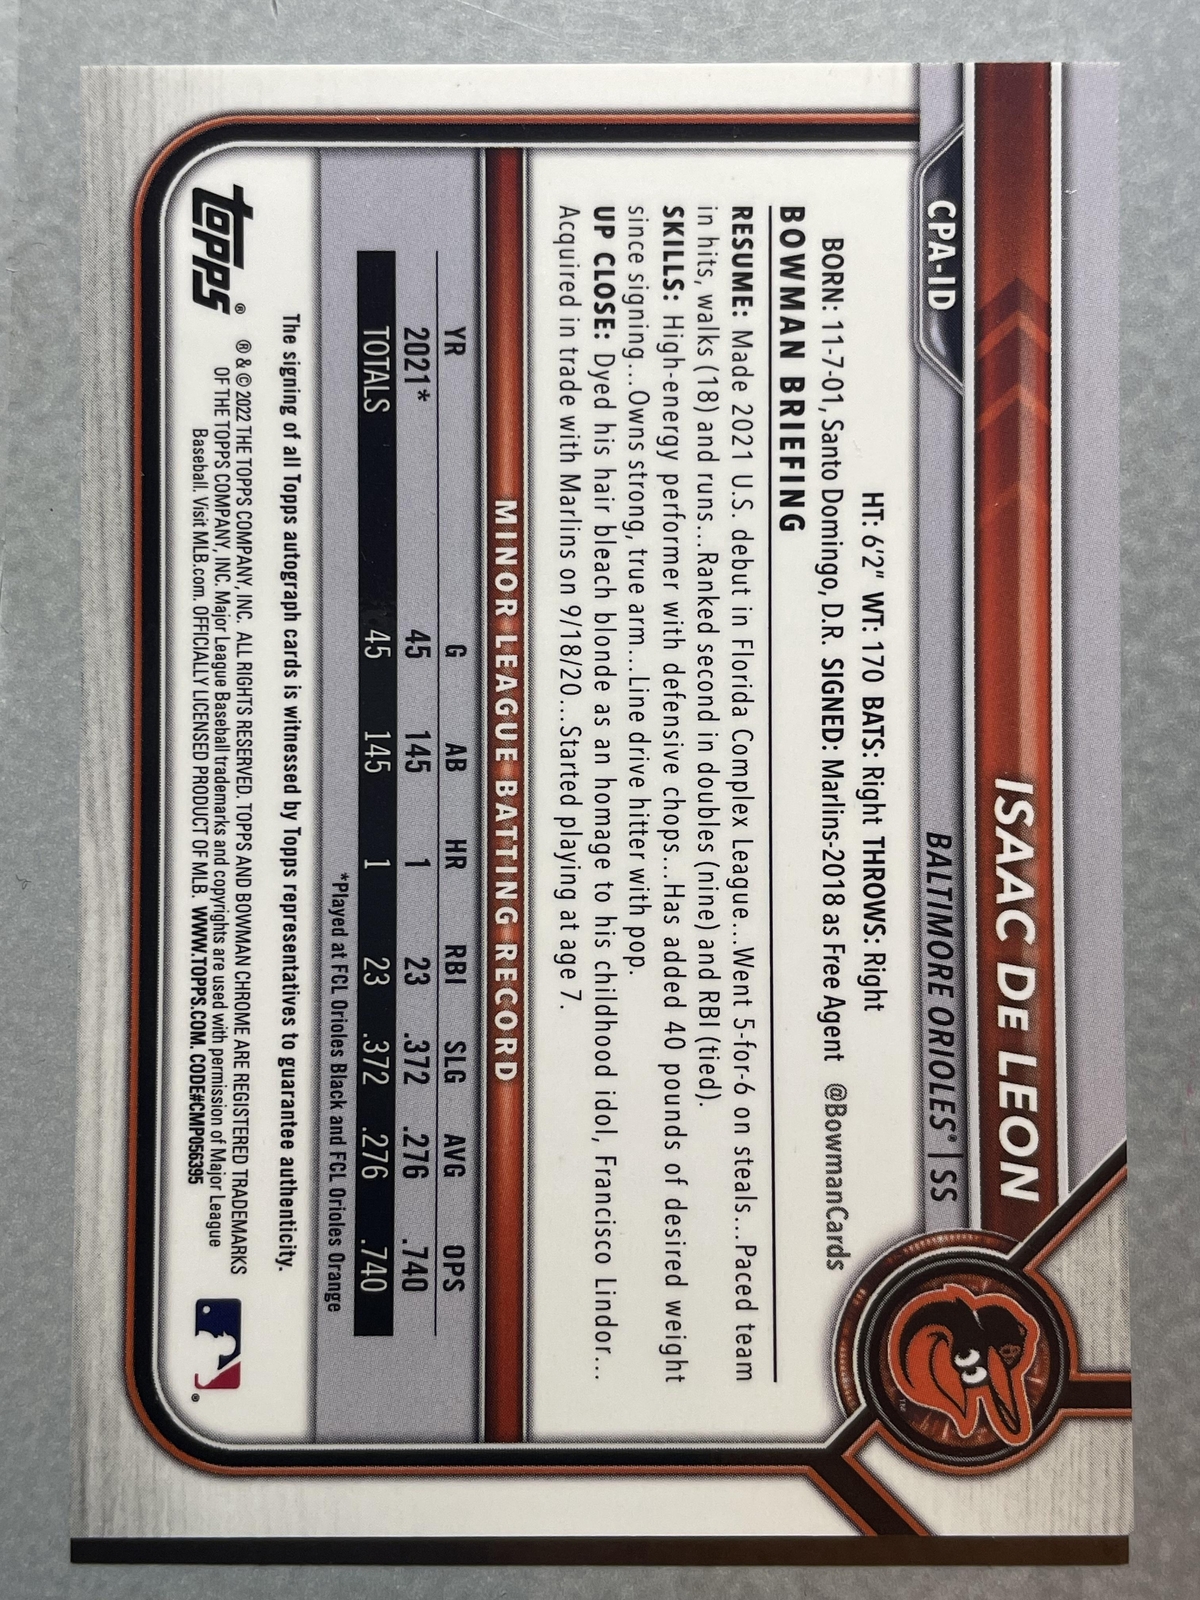 CPA-ID
ISAAC DE LEON
BALTIMORE ORIOLES® | SS
HT: 6'2" WT: 170 BATS: Right THROWS: Right
BORN: 11-7-01, Santo Domingo, D.R. SIGNED: Marlins-2018 as Free Agent @BowmanCards
BOWMAN BRIEFING
RESUME: Made 2021 U.S. debut in Florida Complex League...Went 5-for-6 on steals...Paced team
in hits, walks (18) and runs...Ranked second in doubles (nine) and RBI (tied).
SKILLS: High-energy performer with defensive chops...Has added 40 pounds of desired weight
since signing...Owns strong, true arm...Line drive hitter with pop.
UP CLOSE: Dyed his hair bleach blonde as an homage to his childhood idol, Francisco Lindor...
Acquired in trade with Marlins on 9/18/20...Started playing at age 7.
MINOR LEAGUE BATTING RECORD
YR G AB HR RBI SLG AVG OPS
2021* 45 145 1 23 .372 .276 .740
TOTALS 45 145 1 23 .372 .276 .740
*Played at FCL Orioles Black and FCL Orioles Orange
The signing of all Topps autograph cards is witnessed by Topps representatives to guarantee authenticity.
topps®
® & © 2022 THE TOPPS COMPANY, INC. ALL RIGHTS RESERVED. TOPPS AND BOWMAN CHROME ARE REGISTERED TRADEMARKS
OF THE TOPPS COMPANY, INC. Major League Baseball trademarks and copyrights are used with permission of Major League
Baseball. Visit MLB.com. OFFICIALLY LICENSED PRODUCT OF MLB. WWW.TOPPS.COM. CODE#CMP056395